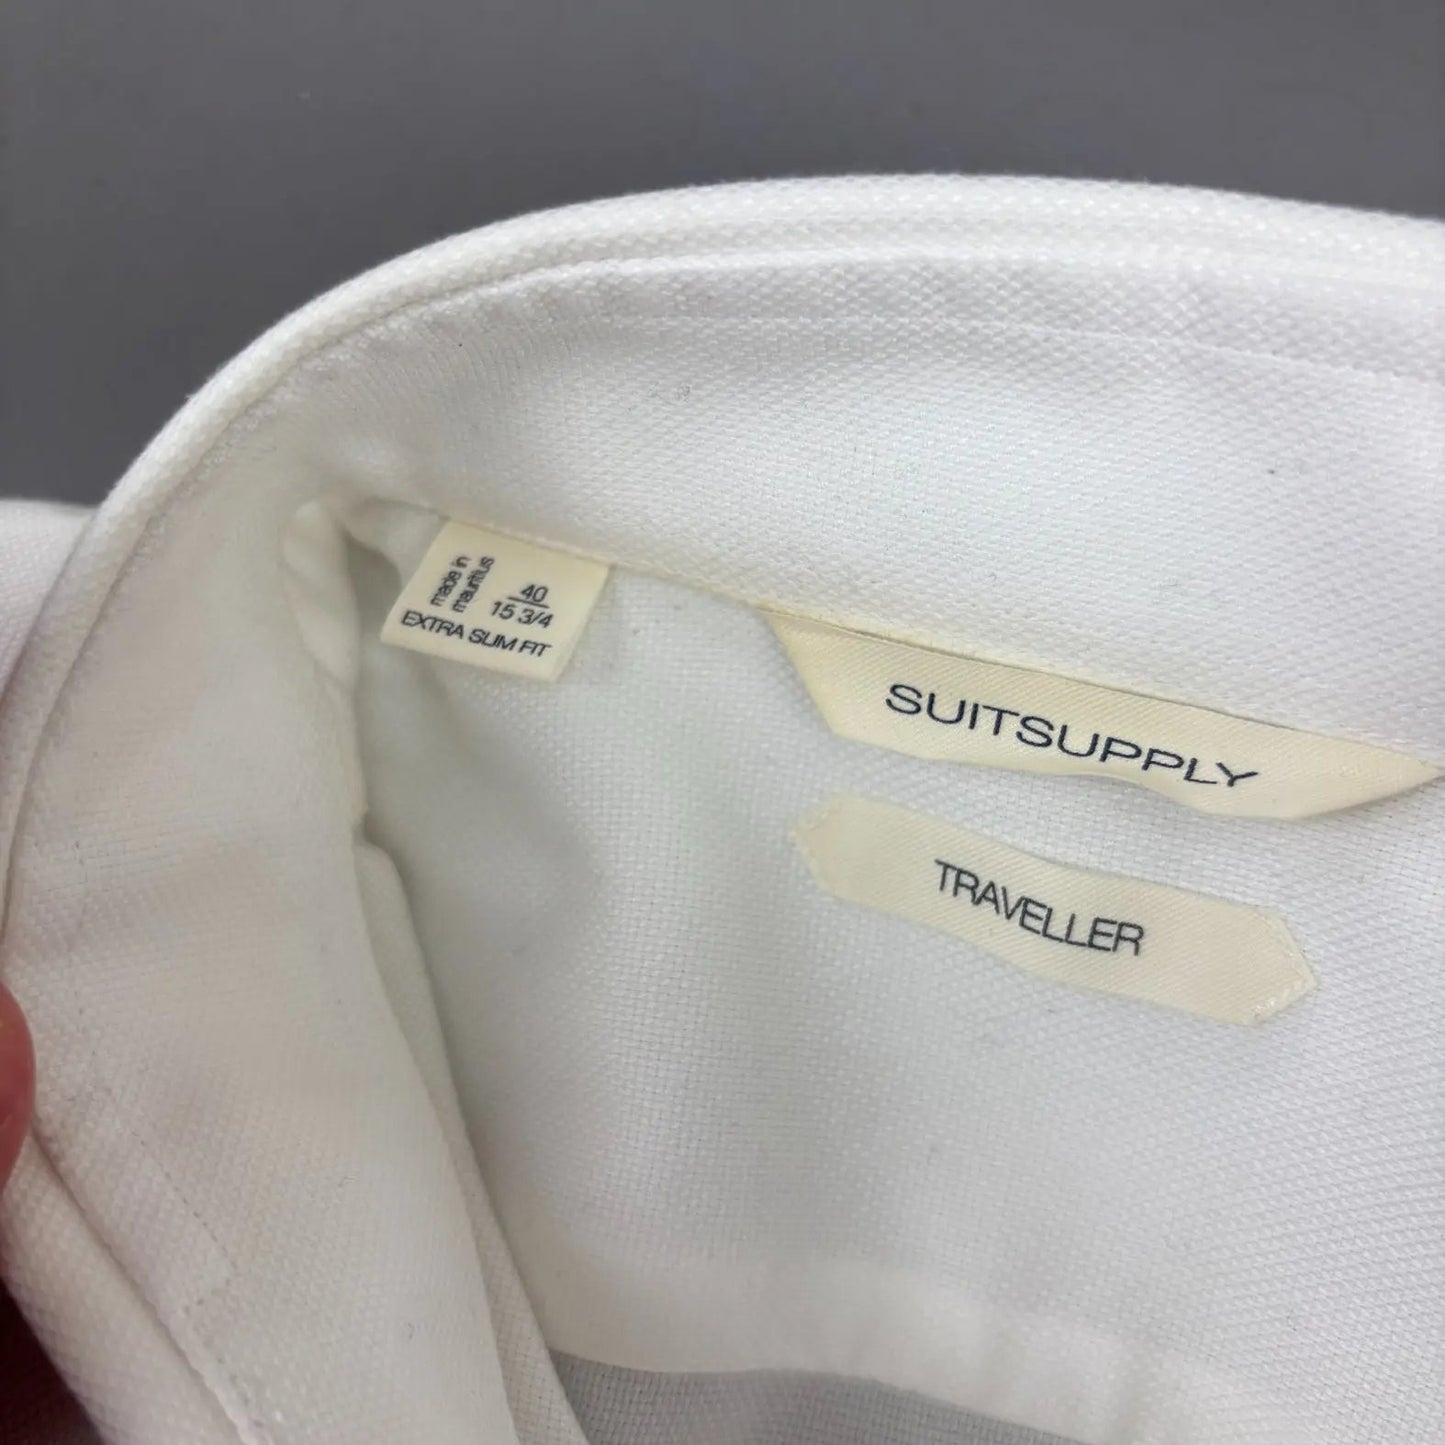 made in
mauritius
40
15 3/4
EXTRA SLIM FIT
SUITSUPPLY
TRAVELLER